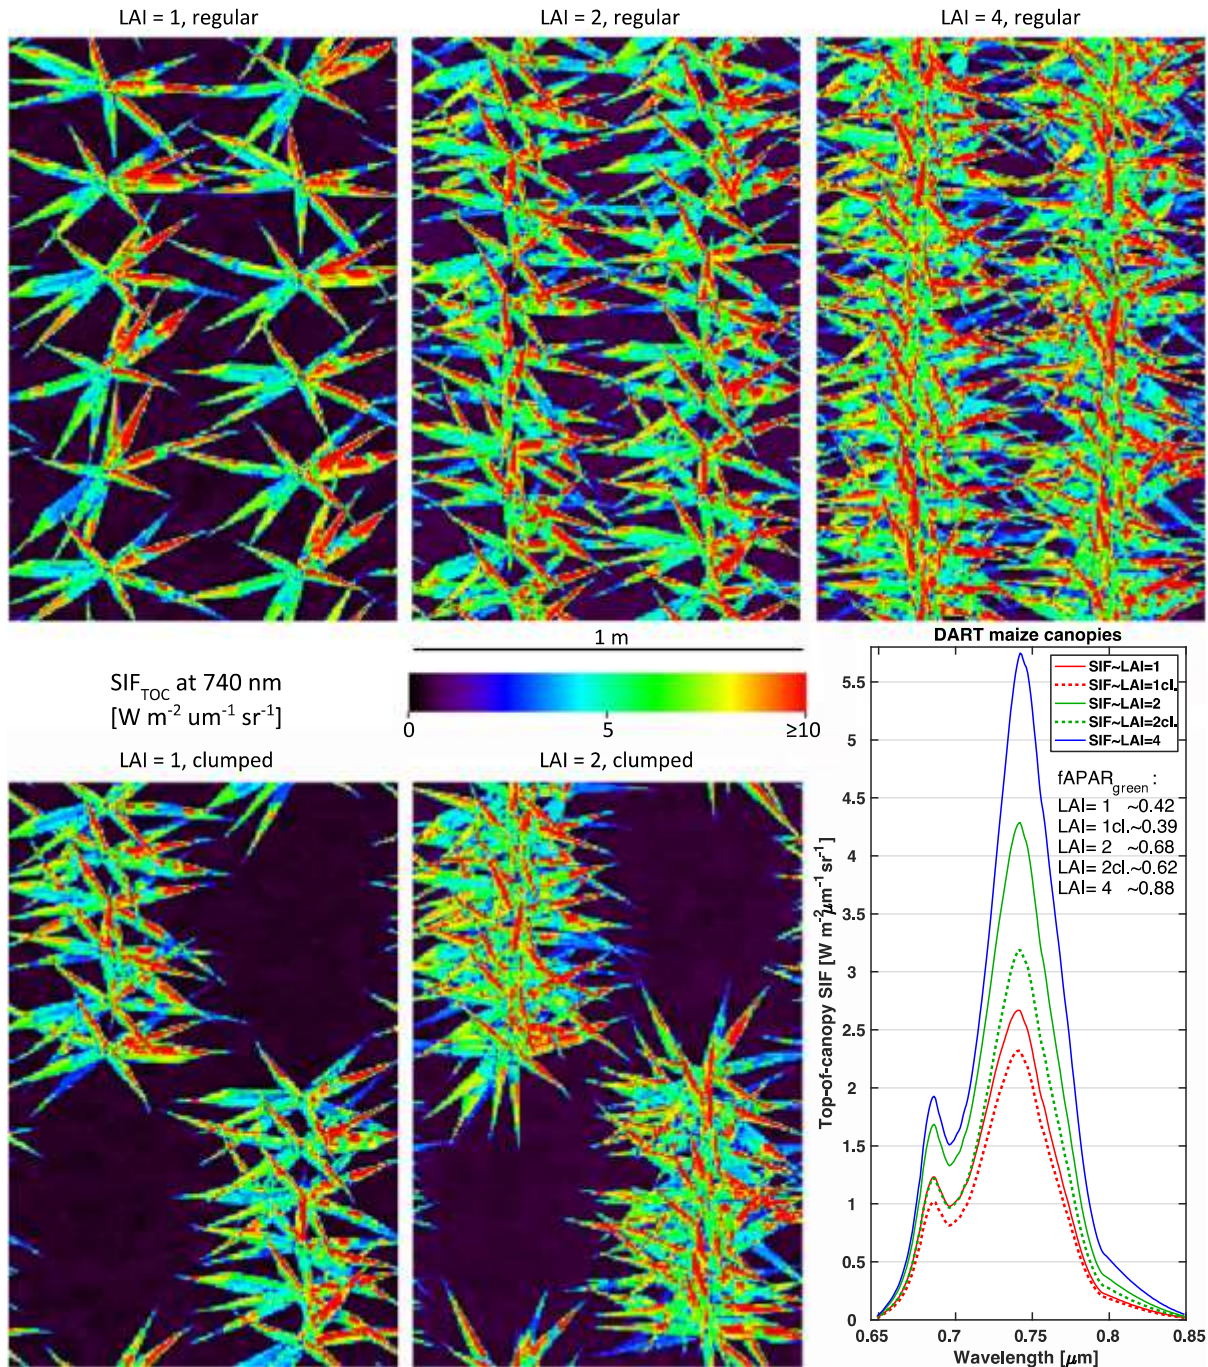 LAI = 1, regular
LAI = 2, regular
LAI = 4, regular
1 m
SIF_TOC at 740 nm
[W m⁻² um⁻¹ sr⁻¹]
0
5
≥10
LAI = 1, clumped
LAI = 2, clumped
DART maize canopies
SIF~LAI=1
SIF~LAI=1cl.
SIF~LAI=2
SIF~LAI=2cl.
SIF~LAI=4
fAPAR_green :
LAI= 1 ~0.42
LAI= 1cl.~0.39
LAI= 2 ~0.68
LAI= 2cl.~0.62
LAI= 4 ~0.88
Top-of-canopy SIF [W m⁻²μm⁻¹ sr⁻¹]
5.5
5
4.5
4
3.5
3
2.5
2
1.5
1
0.5
0
0.65
0.7
0.75
0.8
0.85
Wavelength [μm]